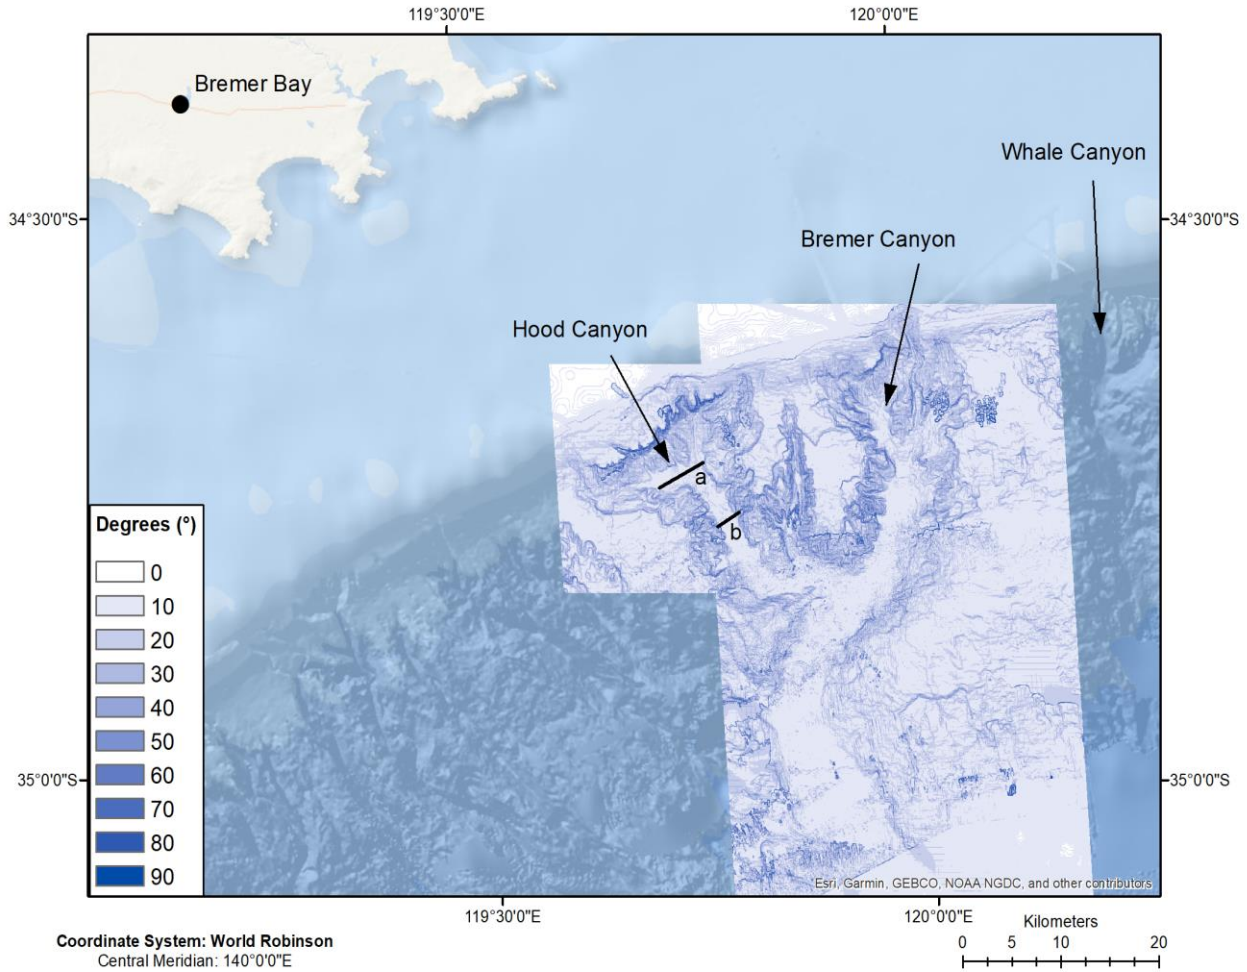 119°30'0"E 120°0'0"E
Bremer Bay
Whale Canyon
34°30'0"S 34°30'0"S
Bremer Canyon
Hood Canyon
a
b
Degrees (°)
0
10
20
30
40
50
60
70
80
90
35°0'0"S 35°0'0"S
Esri, Garmin, GEBCO, NOAA NGDC, and other contributors
119°30'0"E 120°0'0"E
Kilometers
0 5 10 20
Coordinate System: World Robinson
Central Meridian: 140°0'0"E